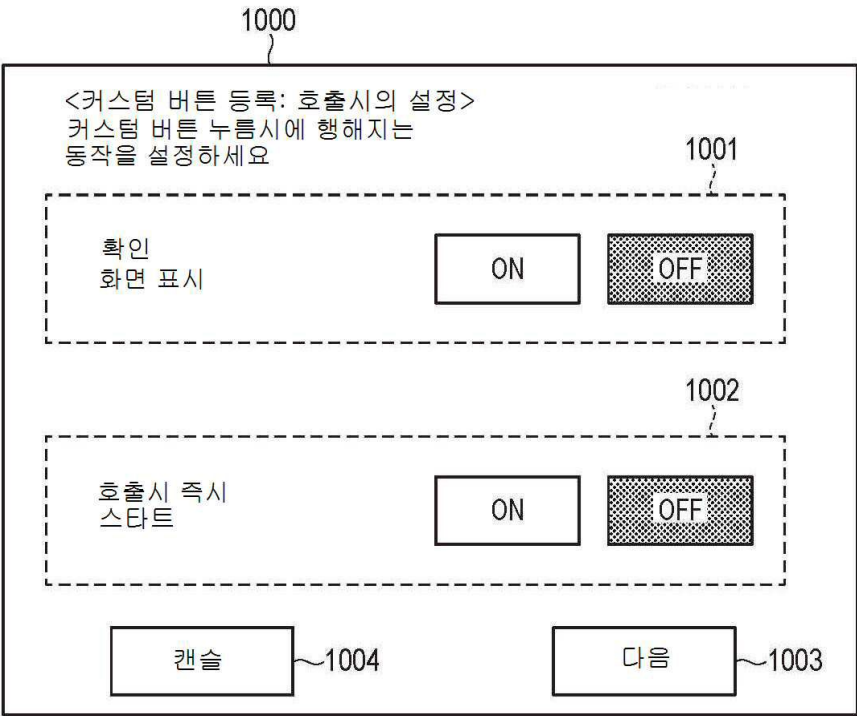 1000
<커스텀 버튼 등록: 호출시의 설정>
커스텀 버튼 누름시에 행해지는
동작을 설정하세요
1001
확인
화면 표시
ON
OFF
1002
호출시 즉시
스타트
ON
OFF
캔슬
1004
다음
1003